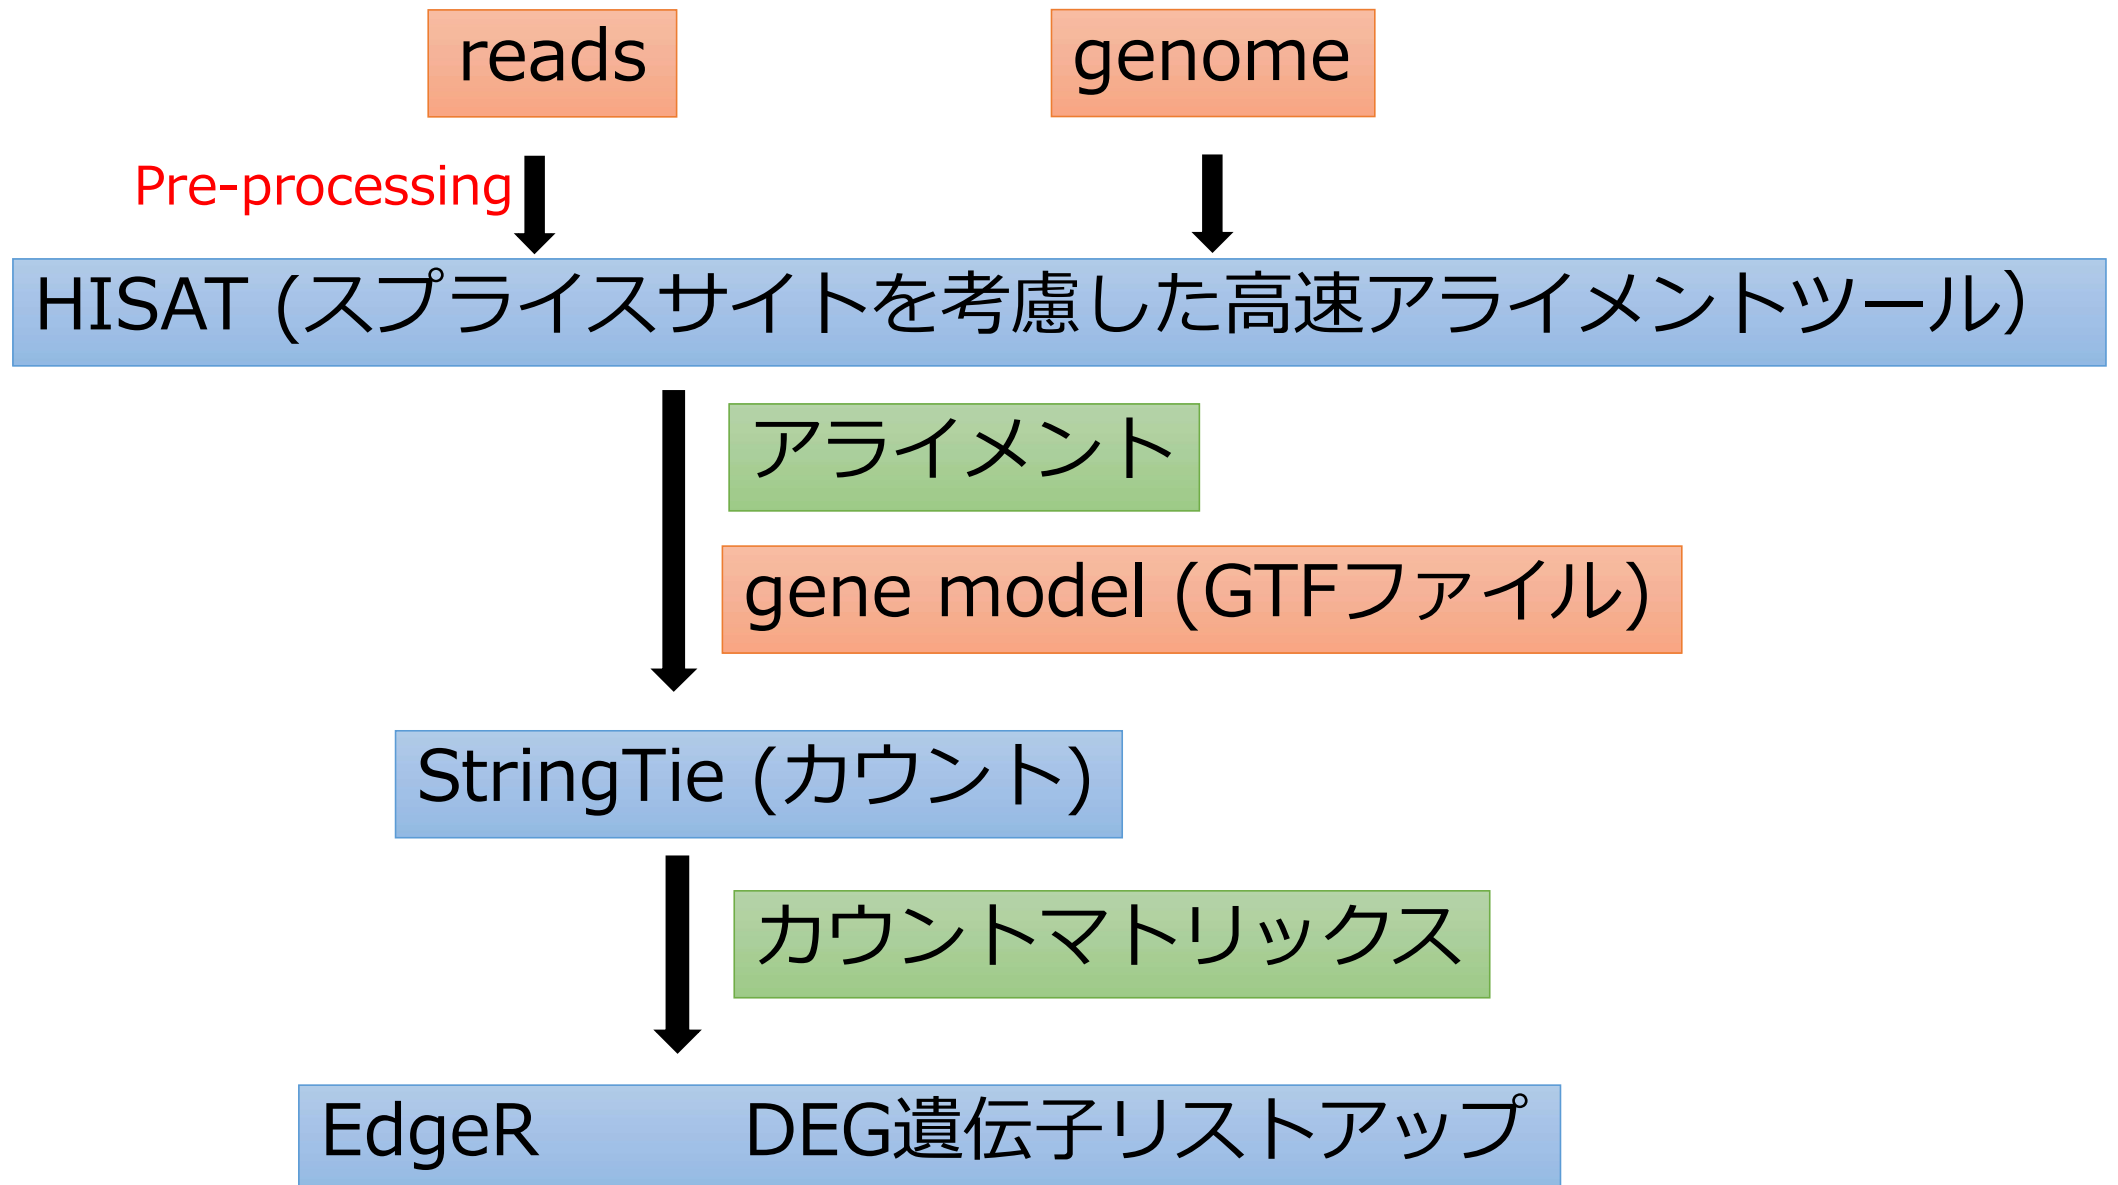 reads
genome
Pre-processing
HISAT (スプライスサイトを考慮した高速アライメントツール）
アライメント
gene model (GTFファイル)
StringTie (カウント)
カウントマトリックス
EdgeR DEG遺伝子リストアップ